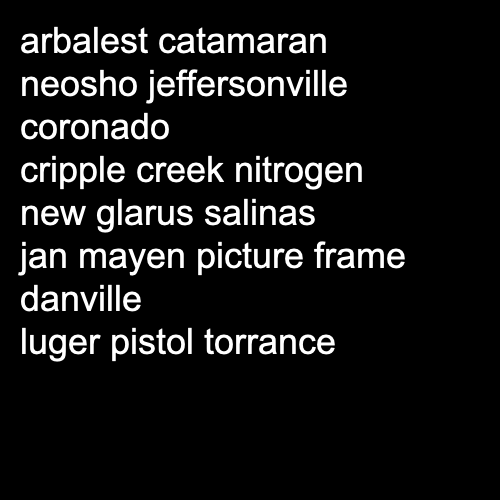 arbalest catamaran
neosho jeffersonville
coronado
cripple creek nitrogen
new glarus salinas
jan mayen picture frame
danville
luger pistol torrance